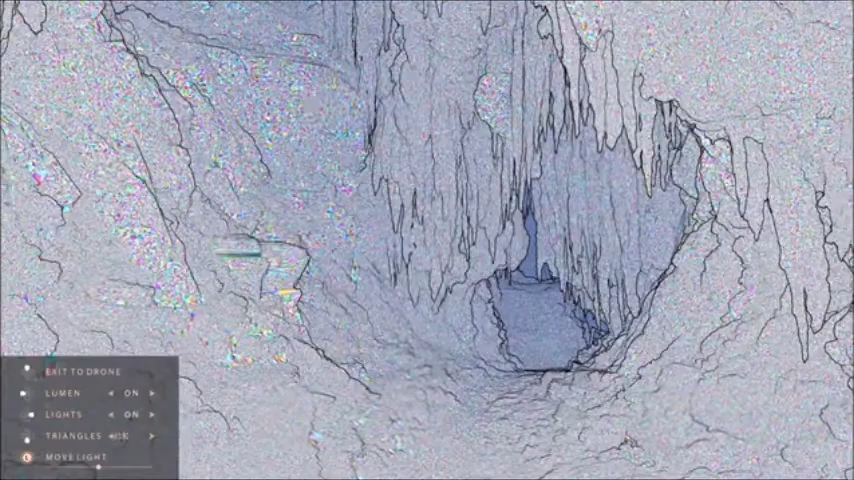 EXIT TO DRONE
LUMEN ON
LIGHTS ON
TRIANGLES
MOVE LIGHT